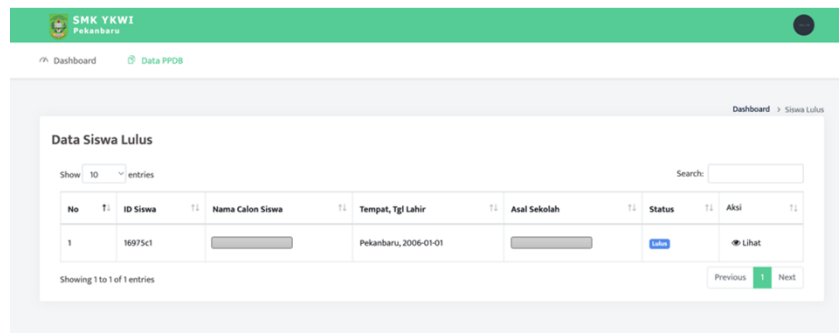 SMK YKWI
Pekanbaru
Dashboard Data PPDB
Dashboard > Siswa Lulus
Data Siswa Lulus
Show 10 entries Search:
No ID Siswa Nama Calon Siswa Tempat, Tgl Lahir Asal Sekolah Status Aksi
1 16975c1 Pekanbaru, 2006-01-01 Lulus Lihat
Showing 1 to 1 of 1 entries Previous 1 Next